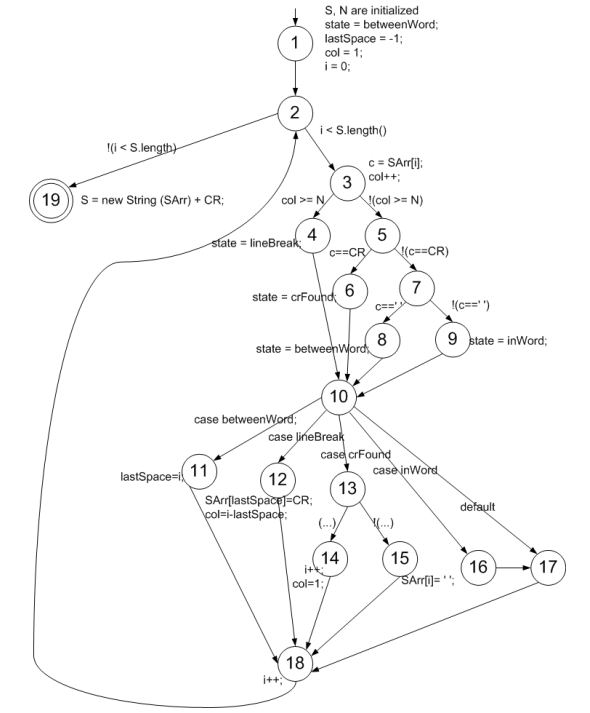 S, N are initialized
state = betweenWord;
lastSpace = -1;
col = 1;
i = 0;
1
2
i < S.length()
!(i < S.length)
c = SArr[i];
col++;
3
19
S = new String (SArr) + CR;
col >= N
!(col >= N)
4
5
state = lineBreak;
c==CR
!(c==CR)
6
7
state = crFound;
c==' '
!(c==' ')
8
9
state = betweenWord;
state = inWord;
10
case betweenWord;
case lineBreak
case crFound
case inWord
11
lastSpace=i;
12
13
SArr[lastSpace]=CR;
col=i-lastSpace;
default
(...)
!(...)
14
15
16
17
i++;
col=1;
SArr[i]= ' ';
18
i++;